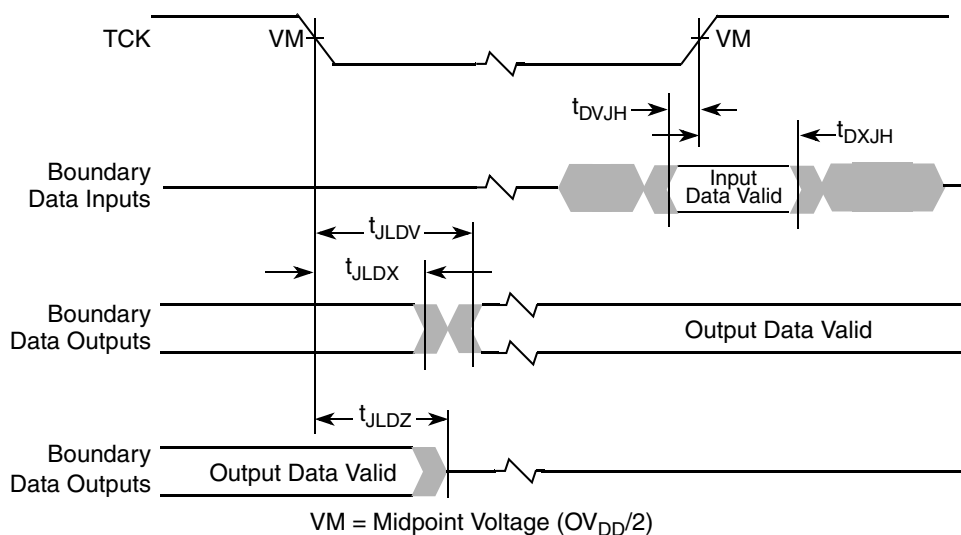 TCK
VM
VM
tDVJH
tDXJH
Boundary
Data Inputs
Input
Data Valid
tJLDV
tJLDX
Boundary
Data Outputs
Output Data Valid
tJLDZ
Boundary
Data Outputs
Output Data Valid
VM = Midpoint Voltage (OVDD/2)